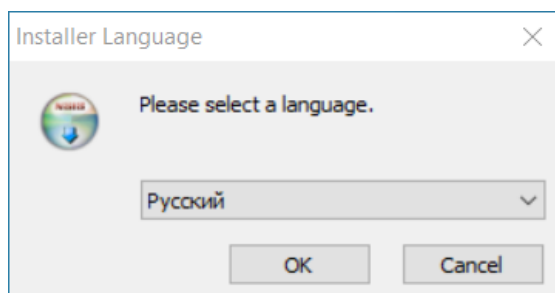 Installer Language
Please select a language.
Русский
OK
Cancel